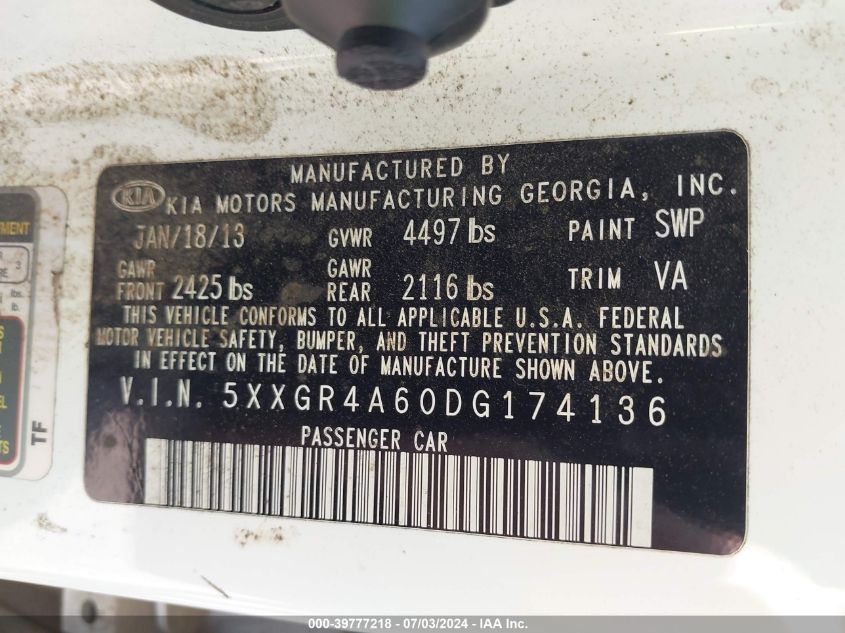 MANUFACTURED BY
KIA KIA MOTORS MANUFACTURING GEORGIA, INC.
JAN/18/13 GVWR 4497 lbs PAINT SWP
GAWR FRONT 2425 lbs GAWR REAR 2116 lbs TRIM VA
THIS VEHICLE CONFORMS TO ALL APPLICABLE U.S.A. FEDERAL
MOTOR VEHICLE SAFETY, BUMPER, AND THEFT PREVENTION STANDARDS
IN EFFECT ON THE DATE OF MANUFACTURE SHOWN ABOVE.
V.I.N. 5XXGR4A60DG174136
PASSENGER CAR
TF
000-39777218 - 07/03/2024 - IAA Inc.